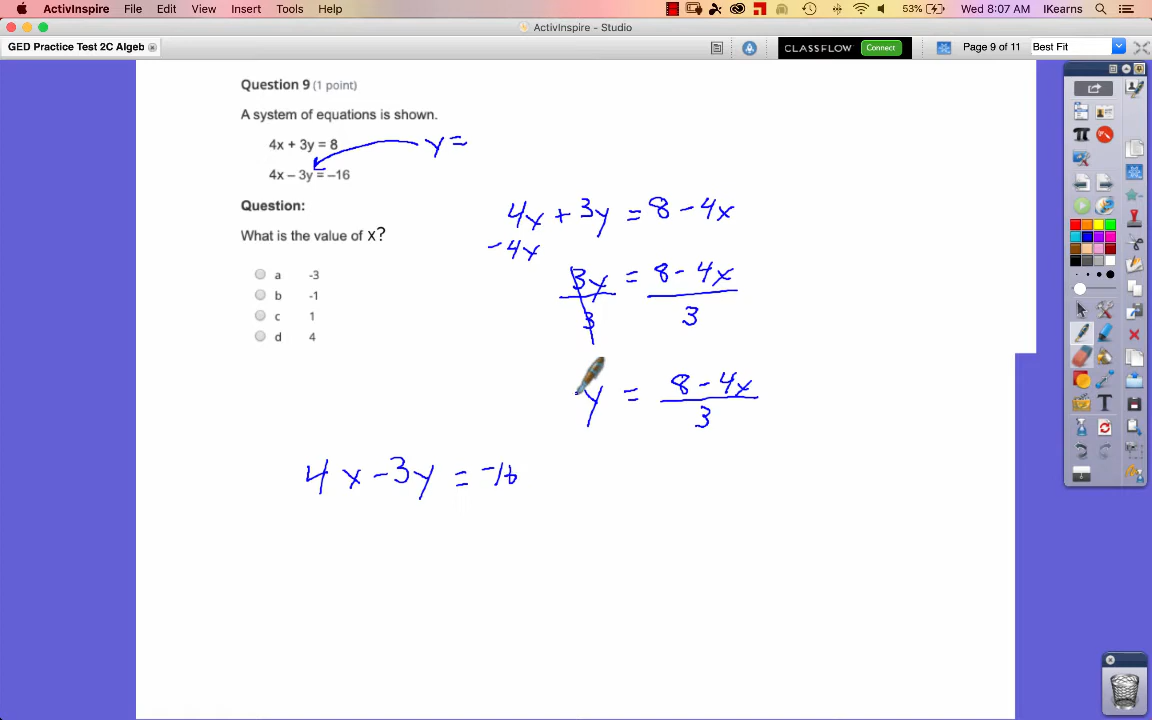 ActivInspire File Edit View Insert Tools Help 53% Wed 8:07 AM IKearns
ActivInspire - Studio
GED Practice Test 2C Algeb CLASSFLOW Connect Page 9 of 11 Best Fit
Question 9 (1 point)
A system of equations is shown.
4x + 3y = 8
y =
4x – 3y = –16
Question:
What is the value of x?
a -3
b -1
c 1
d 4
4x + 3y = 8 - 4x
-4x
3y = 8 - 4x
3 3
y = 8 - 4x
3
4x - 3y = -16